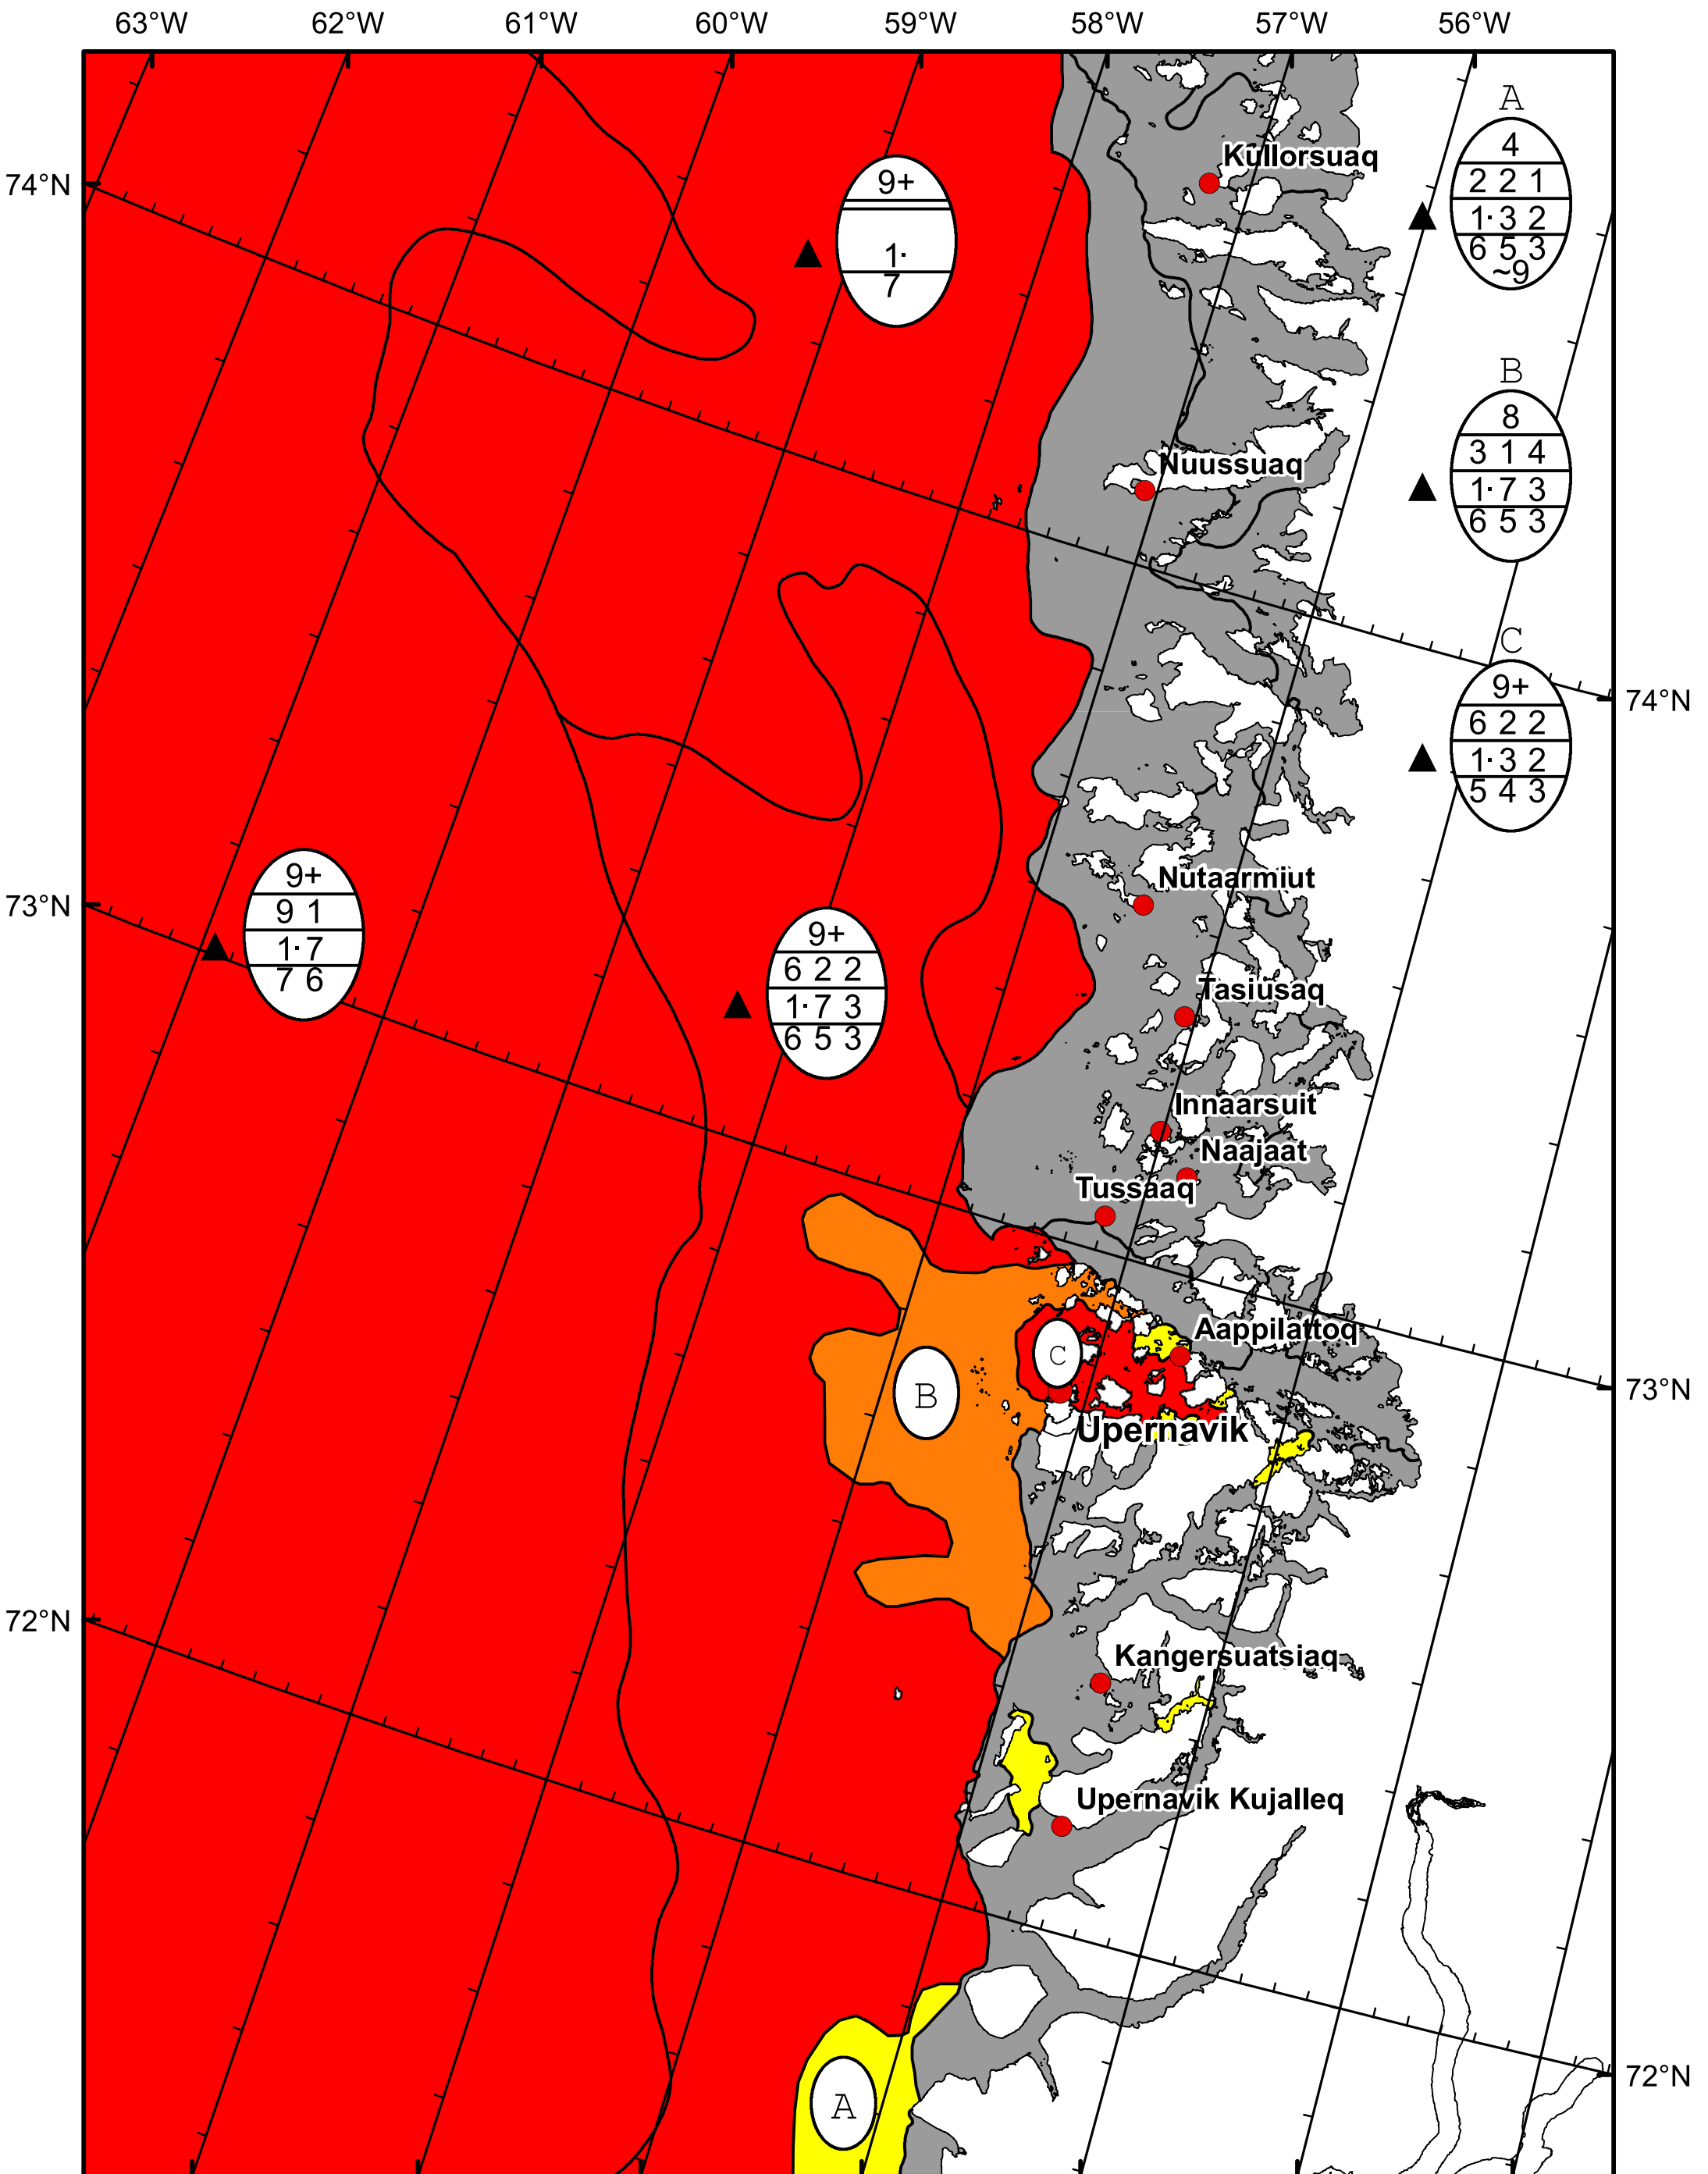 63°W 62°W 61°W 60°W 59°W 58°W 57°W 56°W
A
4
2 2 1
1· 3 2
6 5 3
~9
Kullorsuaq
74°N
9+
1·
7
B
8
3 1 4
1· 7 3
6 5 3
Nuussuaq
C
9+
6 2 2
1· 3 2
5 4 3
74°N
Nutaarmiut
73°N
9+
9 1
1· 7
7 6
9+
6 2 2
1· 7 3
6 5 3
Tasiusaq
Innaarsuit
Naajaat
Tussaaq
Aappilattoq
C
B
73°N
Upernavik
72°N
Kangersuatsiaq
Upernavik Kujalleq
A
72°N